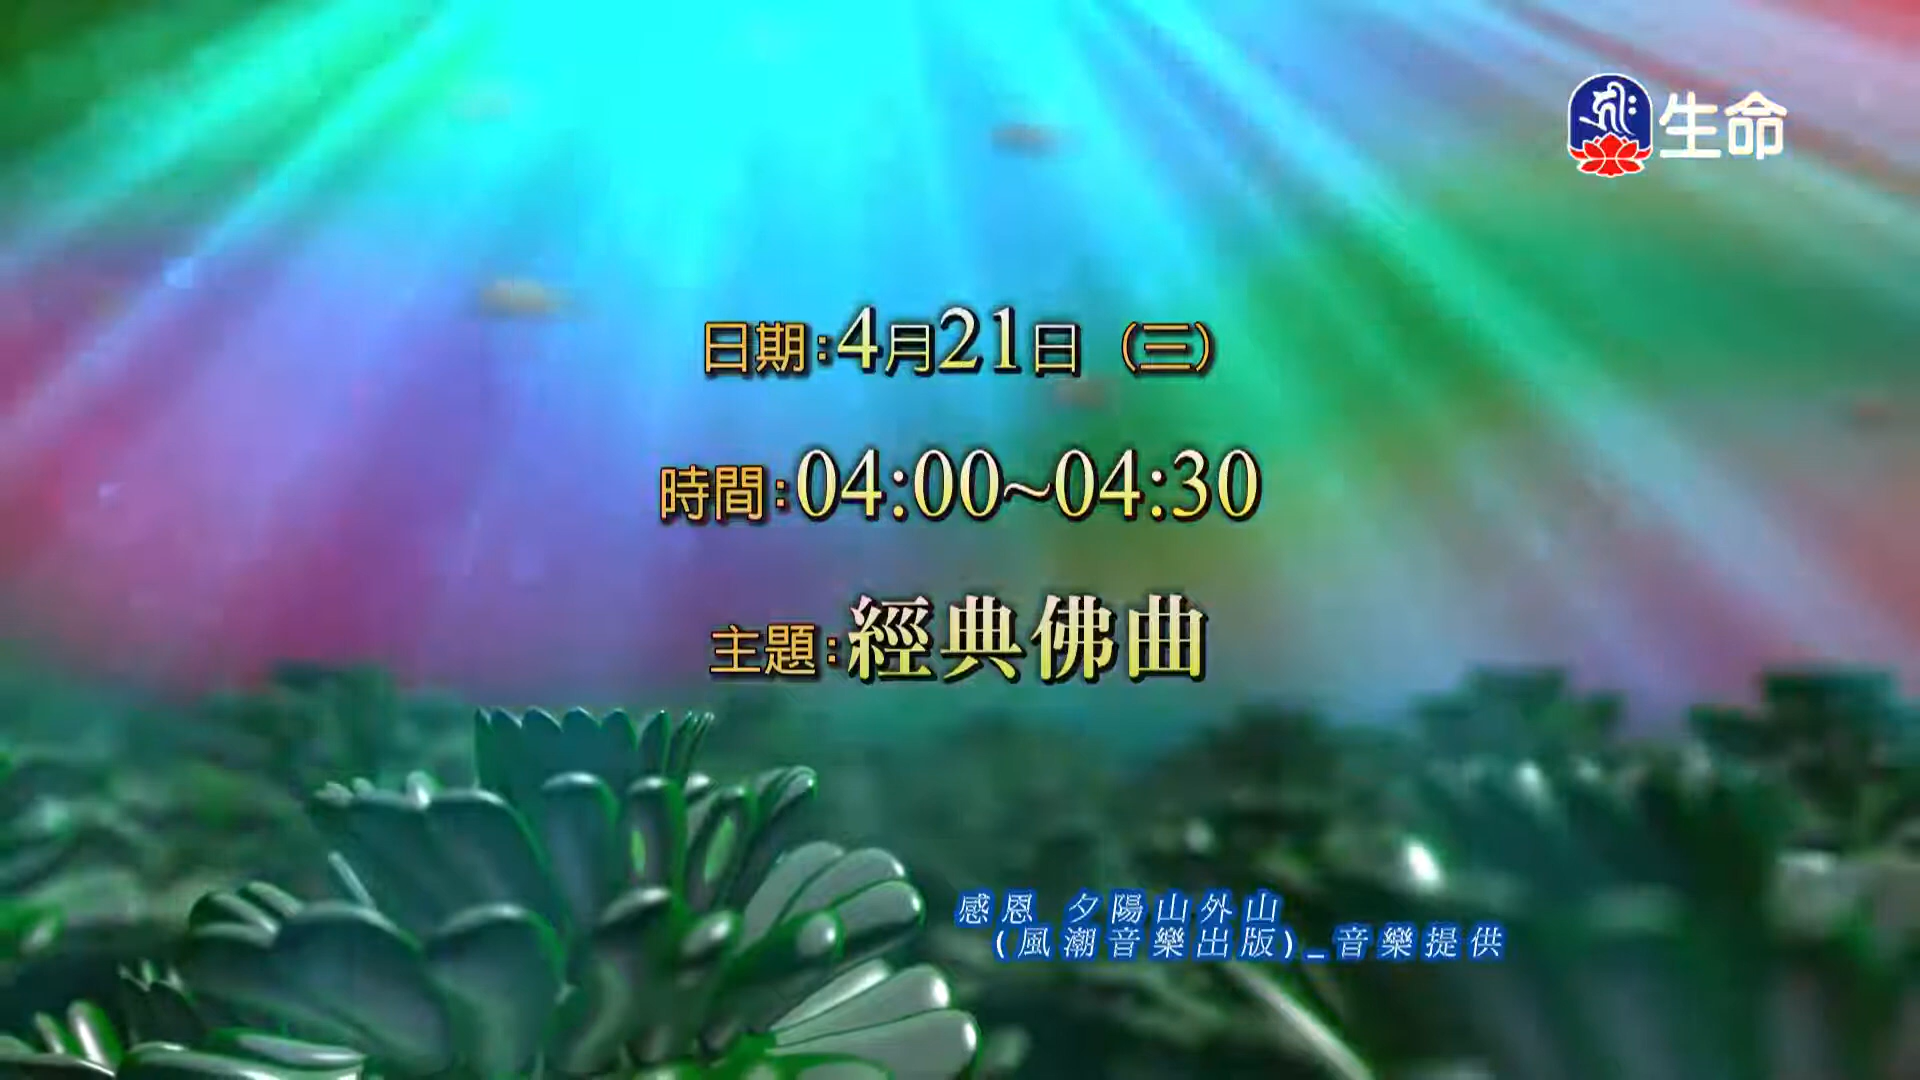 生命
日期:4月21日 (三)
時間:04:00~04:30
主題:經典佛曲
感恩 夕陽山外山
(風潮音樂出版)_音樂提供